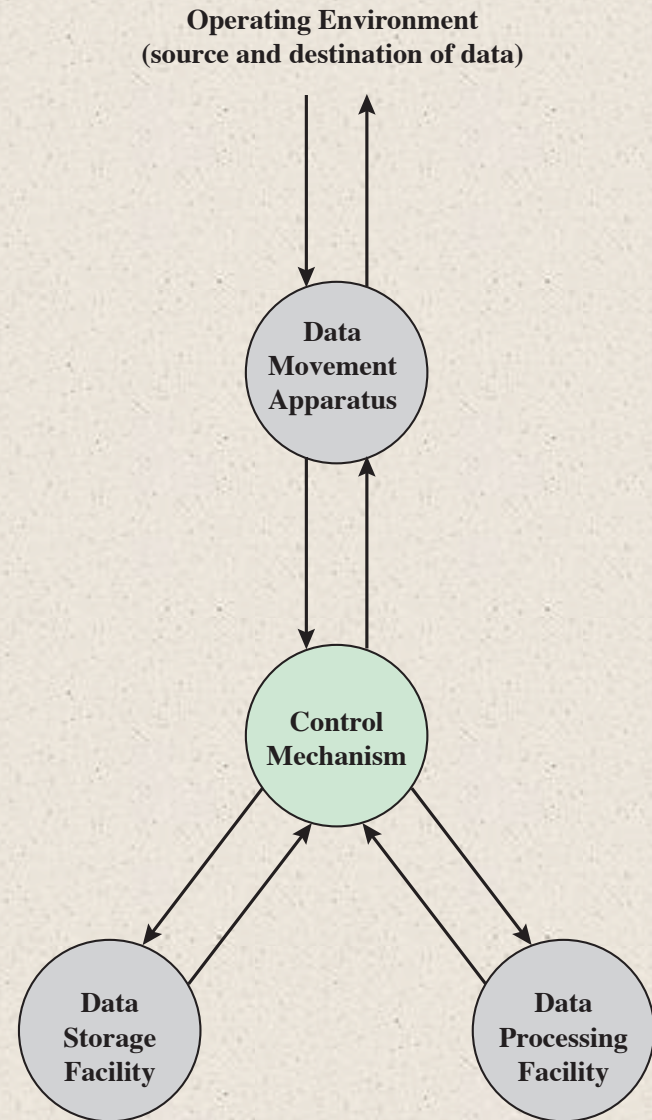 Operating Environment
(source and destination of data)
Data
Movement
Apparatus
Control
Mechanism
Data
Storage
Facility
Data
Processing
Facility